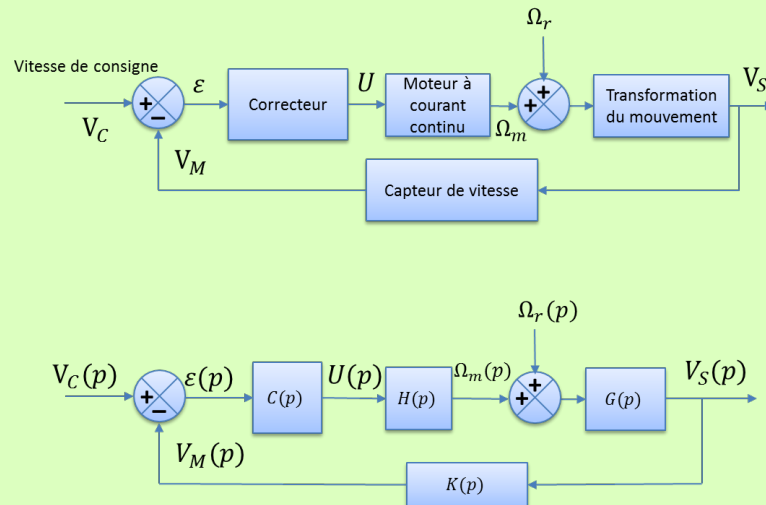 Ω_r
Vitesse de consigne
V_C
+
−
ε
Correcteur
U
Moteur à
courant
continu
Ω_m
+
+
Transformation
du mouvement
V_S
V_M
Capteur de vitesse
Ω_r(p)
V_C(p)
+
−
ε(p)
C(p)
U(p)
H(p)
Ω_m(p)
+
+
G(p)
V_S(p)
V_M(p)
K(p)